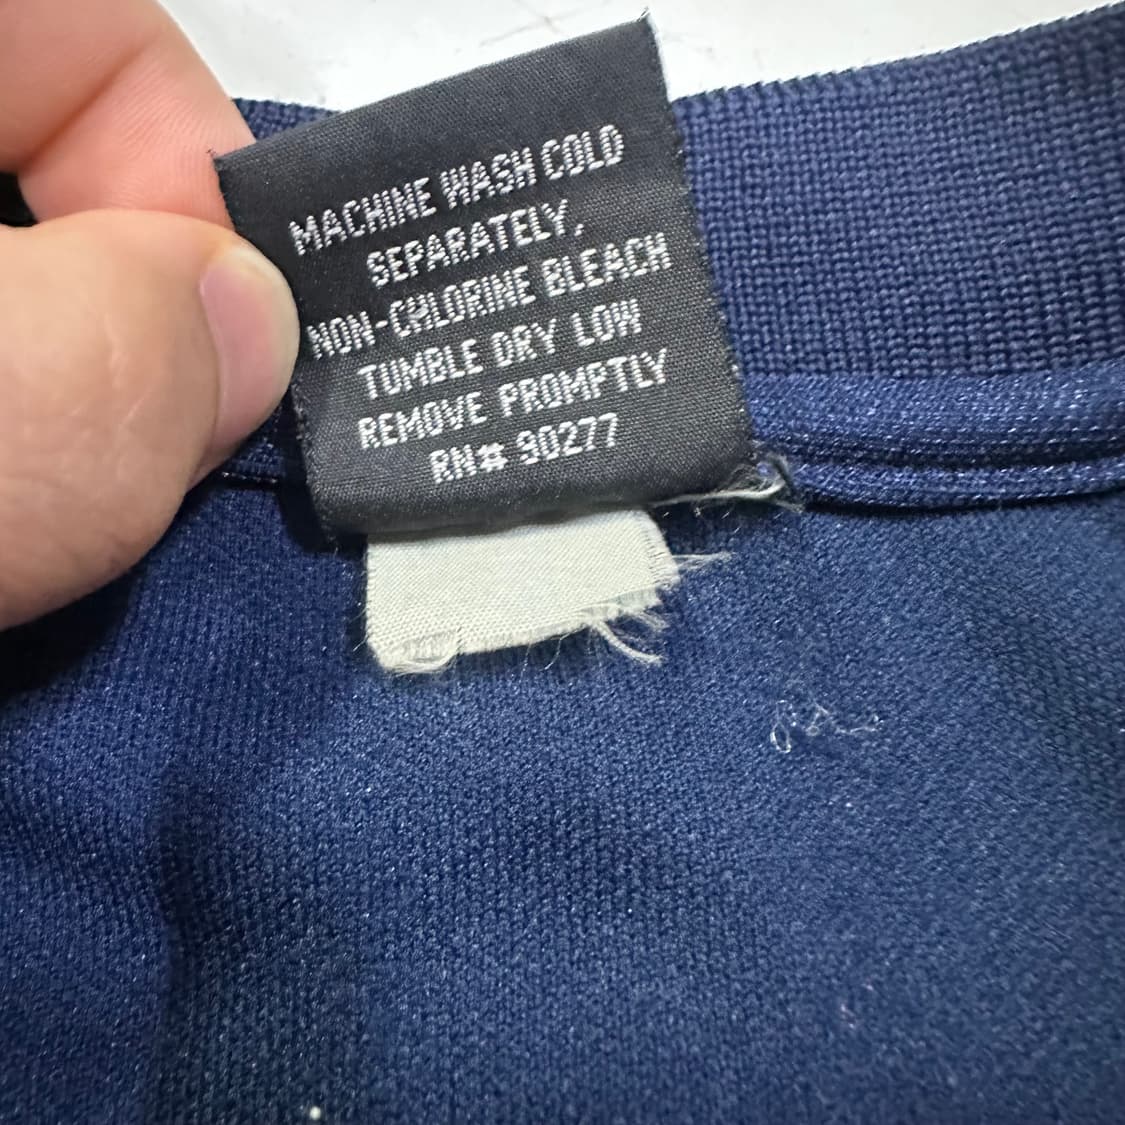 MACHINE WASH COLD
SEPARATELY,
NON-CHLORINE BLEACH
TUMBLE DRY LOW
REMOVE PROMPTLY
RN# 90277